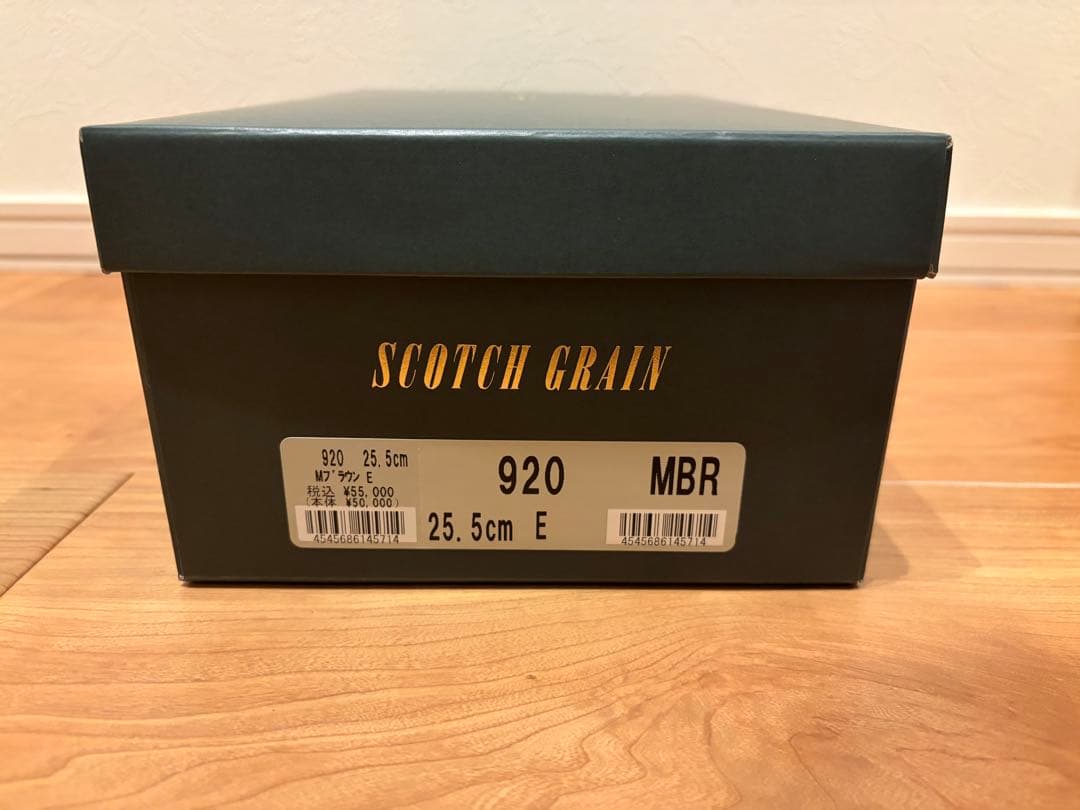 SCOTCH GRAIN
920 25.5cm
Mﾌﾞﾗｳﾝ E
税込 ¥55,000
(本体 ¥50,000)
4545686145714
920 MBR
25.5cm E
4545686145714